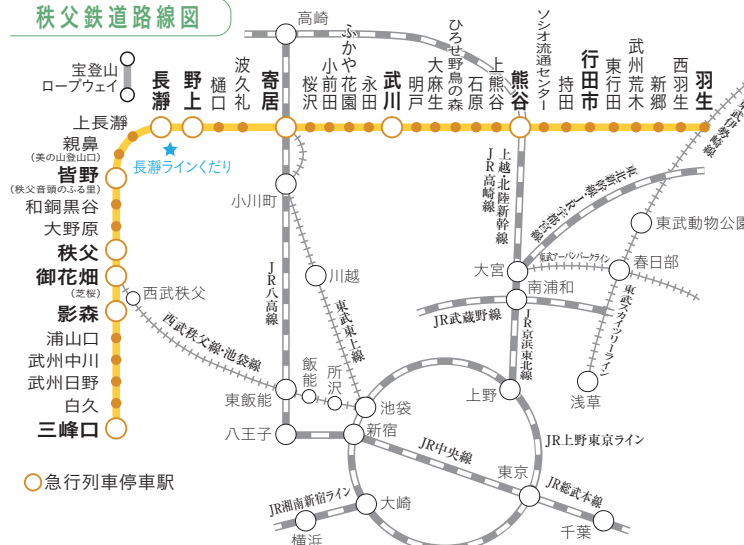 秩父鉄道路線図
高崎
宝登山
ロープウェイ
長瀞
野上
樋口
波久礼
寄居
桜沢
小前田
ふかや花園
永田
武川
明戸
大麻生
ひろせ野鳥の森
石原
上熊谷
熊谷
ソシオ流通センター
持田
行田市
東行田
武州荒木
新郷
西羽生
羽生
上長瀞
親鼻
(美の山登山口)
長瀞ラインくだり
皆野
(秩父音頭のふる里)
和銅黒谷
大野原
秩父
御花畑
(芝桜)
影森
浦山口
武州中川
武州日野
白久
三峰口
急行列車停車駅
小川町
川越
西武秩父
西武秩父線・池袋線
JR八高線
東武東上線
東飯能
飯能
所沢
池袋
八王子
新宿
上越・北陸新幹線
JR高崎線
東北新幹線
JR宇都宮線
東武伊勢崎線
東武動物公園
大宮
東武アーバンパークライン
春日部
南浦和
JR武蔵野線
JR京浜東北線
東武スカイツリーライン
上野
浅草
JR中央線
JR上野東京ライン
東京
JR総武本線
千葉
JR湘南新宿ライン
大崎
横浜